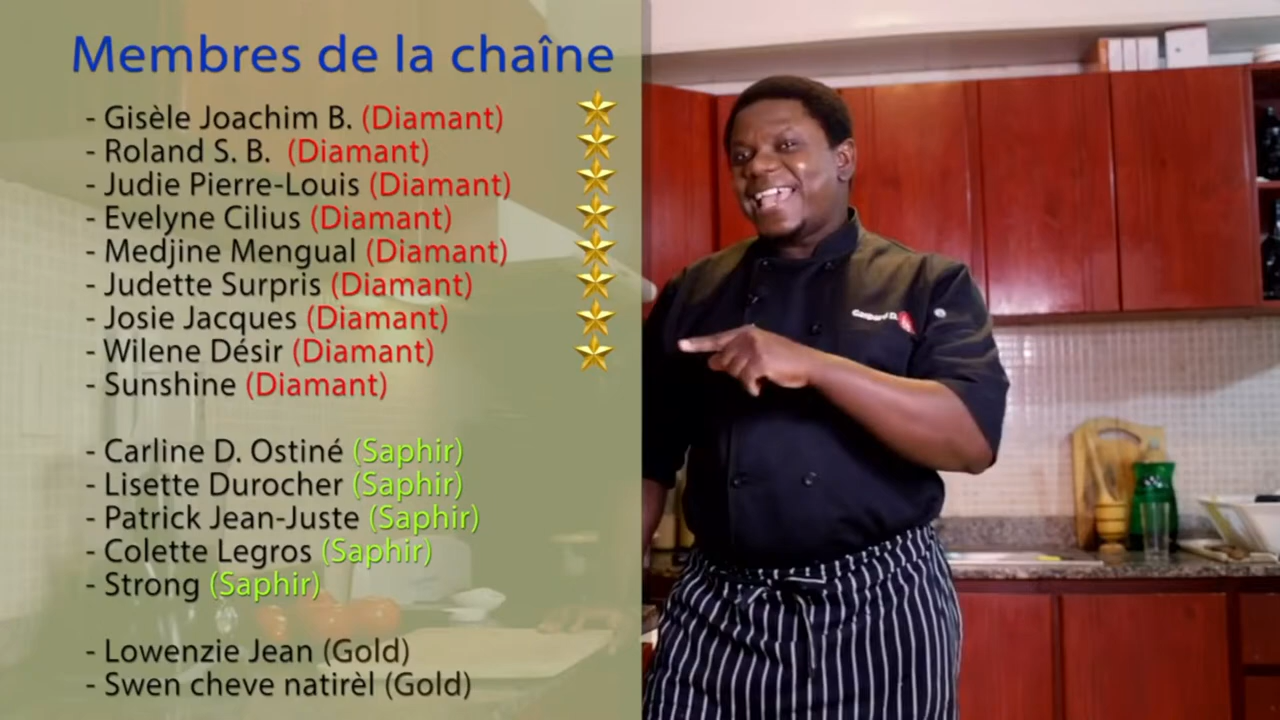 Membres de la chaîne
- Gisèle Joachim B. (Diamant)
- Roland S. B. (Diamant)
- Judie Pierre-Louis (Diamant)
- Evelyne Cilius (Diamant)
- Medjine Mengual (Diamant)
- Judette Surpris (Diamant)
- Josie Jacques (Diamant)
- Wilene Désir (Diamant)
- Sunshine (Diamant)
- Carline D. Ostiné (Saphir)
- Lisette Durocher (Saphir)
- Patrick Jean-Juste (Saphir)
- Colette Legros (Saphir)
- Strong (Saphir)
- Lowenzie Jean (Gold)
- Swen cheve natirèl (Gold)